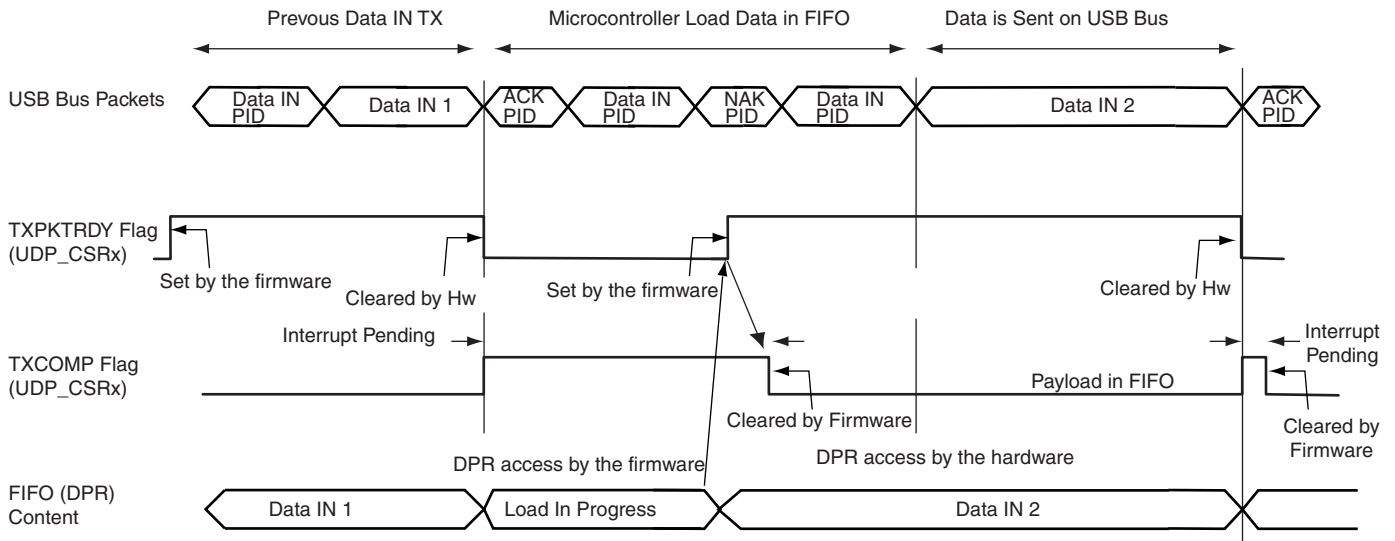 Prevous Data IN TX
Microcontroller Load Data in FIFO
Data is Sent on USB Bus
USB Bus Packets
Data IN
PID
Data IN 1
ACK
PID
Data IN
PID
NAK
PID
Data IN
PID
Data IN 2
ACK
PID
TXPKTRDY Flag
(UDP_CSRx)
Set by the firmware
Cleared by Hw
Set by the firmware
Cleared by Hw
Interrupt Pending
Interrupt
Pending
TXCOMP Flag
(UDP_CSRx)
Payload in FIFO
Cleared by Firmware
Cleared by
Firmware
DPR access by the firmware
DPR access by the hardware
FIFO (DPR)
Content
Data IN 1
Load In Progress
Data IN 2